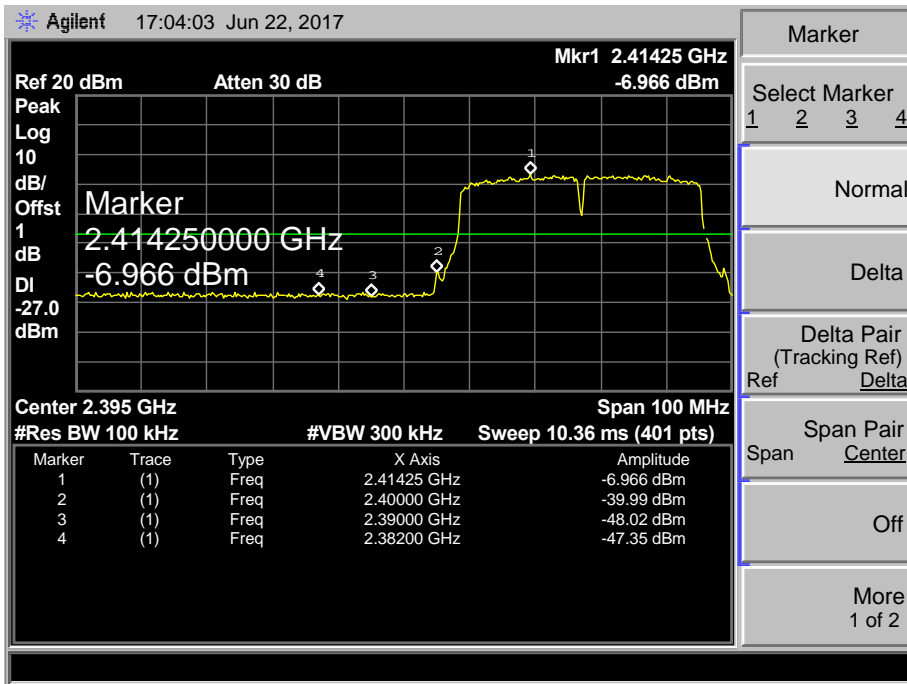 Agilent 17:04:03 Jun 22, 2017
Mkr1 2.41425 GHz
Ref 20 dBm Atten 30 dB -6.966 dBm
Peak
Log
10
dB/
Offst
1
dB
DI
-27.0
dBm
1
2
3
4
Marker
2.414250000 GHz
-6.966 dBm
Center 2.395 GHz Span 100 MHz
#Res BW 100 kHz #VBW 300 kHz Sweep 10.36 ms (401 pts)
Marker Trace Type X Axis Amplitude
1 (1) Freq 2.41425 GHz -6.966 dBm
2 (1) Freq 2.40000 GHz -39.99 dBm
3 (1) Freq 2.39000 GHz -48.02 dBm
4 (1) Freq 2.38200 GHz -47.35 dBm
Marker
Select Marker
1 2 3 4
Normal
Delta
Delta Pair
(Tracking Ref)
Ref Delta
Span Pair
Span Center
Off
More
1 of 2